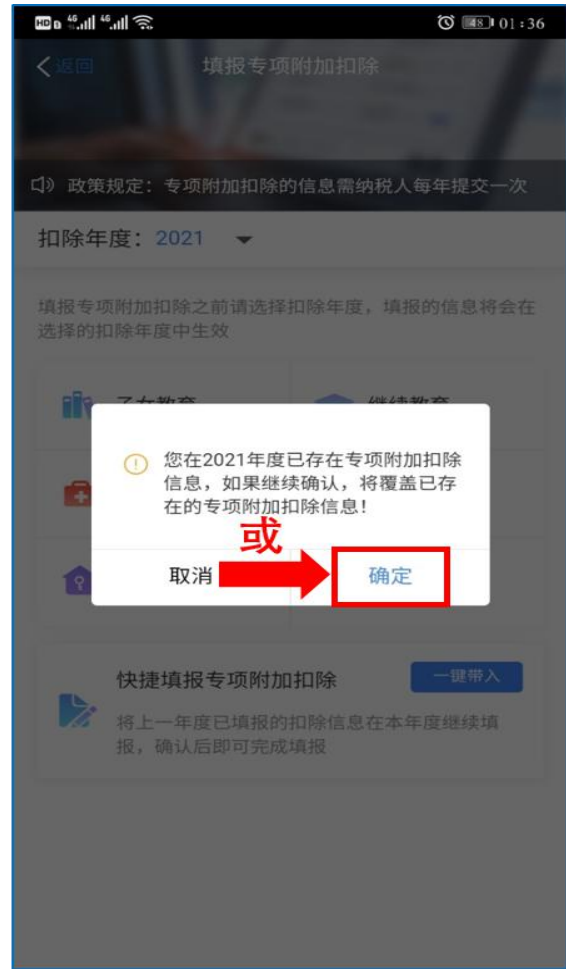 HD 4G 4G 48 01:36
返回 填报专项附加扣除
政策规定：专项附加扣除的信息需纳税人每年提交一次
扣除年度：2021
填报专项附加扣除之前请选择扣除年度，填报的信息将会在
选择的扣除年度中生效
子女教育 继续教育
您在2021年度已存在专项附加扣除
信息，如果继续确认，将覆盖已存
在的专项附加扣除信息！
或
取消 确定
快捷填报专项附加扣除 一键带入
将上一年度已填报的扣除信息在本年度继续填
报，确认后即可完成填报